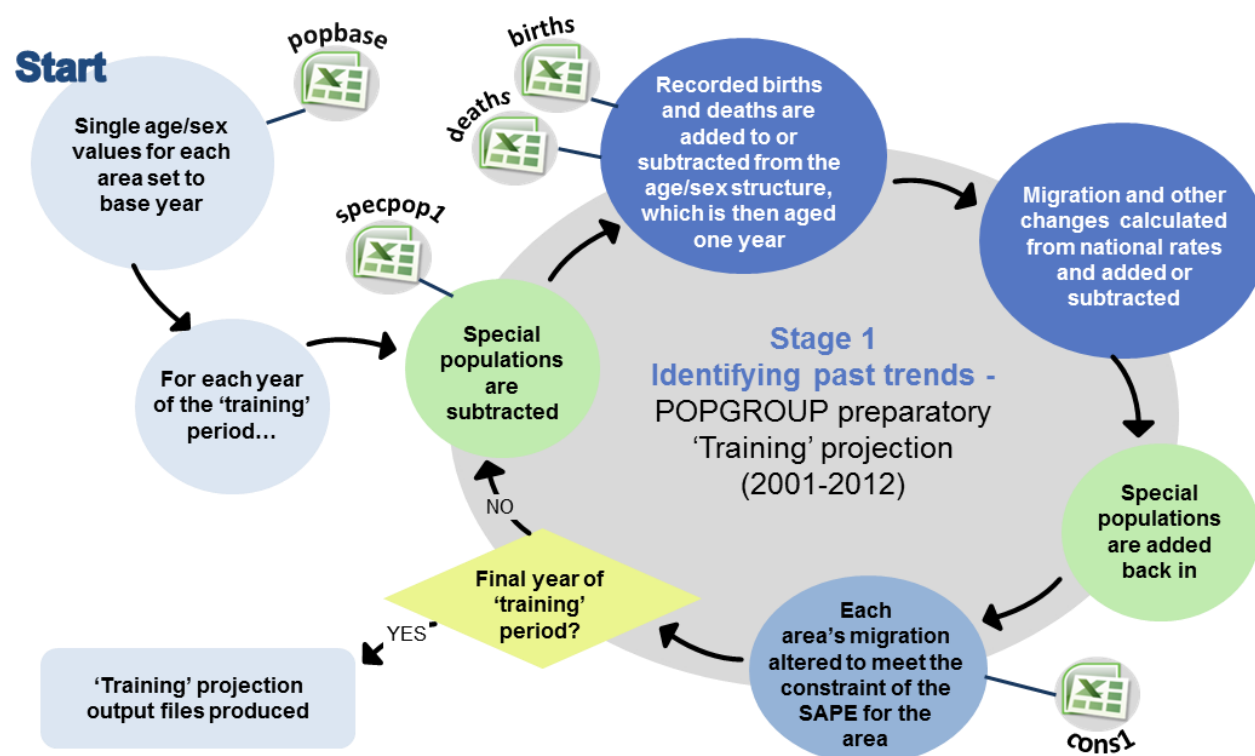 Start
popbase
Single age/sex
values for each
area set to
base year
For each year
of the ‘training’
period…
specpop1
Special
populations
are
subtracted
births
deaths
Recorded births
and deaths are
added to or
subtracted from the
age/sex structure,
which is then aged
one year
Migration and other
changes calculated
from national rates
and added or
subtracted
Stage 1
Identifying past trends -
POPGROUP preparatory
‘Training’ projection
(2001-2012)
Special
populations
are added
back in
Each
area’s migration
altered to meet the
constraint of the
SAPE for the
area
cons1
Final year of
‘training’
period?
NO
YES
‘Training’ projection
output files produced